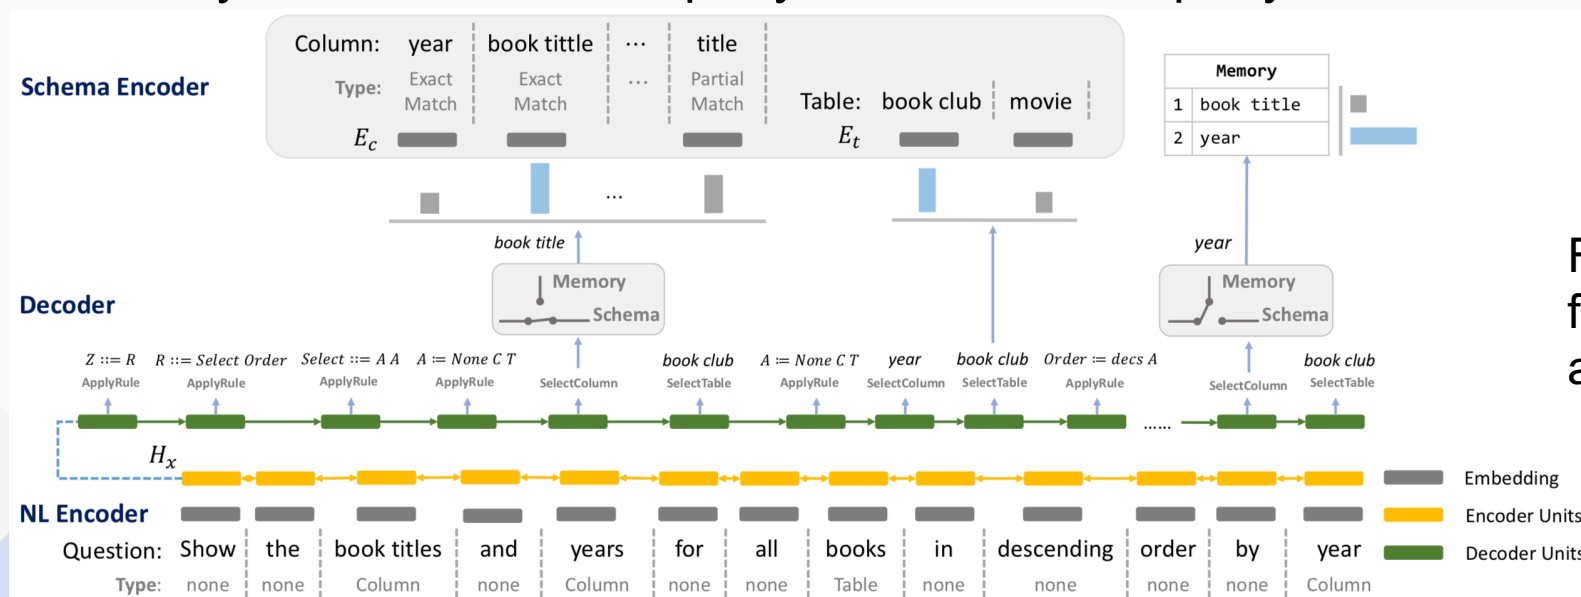 Schema Encoder
Column: year book tittle ... title
Type: Exact Match Exact Match ... Partial Match
Table: book club movie
E_c
E_t
Memory
1 book title
2 year
...
book title
year
Memory
Schema
Memory
Schema
Decoder
Z ::= R R ::= Select Order Select ::= A A A ::= None C T book club A ::= None C T year book club Order ::= decs A book club
ApplyRule ApplyRule ApplyRule ApplyRule SelectColumn SelectTable ApplyRule SelectColumn SelectTable ApplyRule SelectColumn SelectTable
......
H_x
NL Encoder
Embedding
Encoder Units
Decoder Units
Question: Show the book titles and years for all books in descending order by year
Type: none none Column none Column none none Table none none none none Column